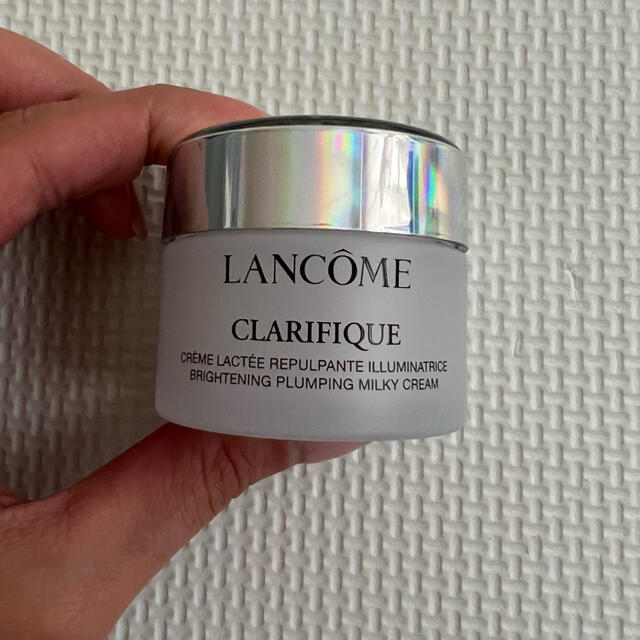 LANCÔME
CLARIFIQUE
CRÈME LACTÉE REPULPANTE ILLUMINATRICE
BRIGHTENING PLUMPING MILKY CREAM